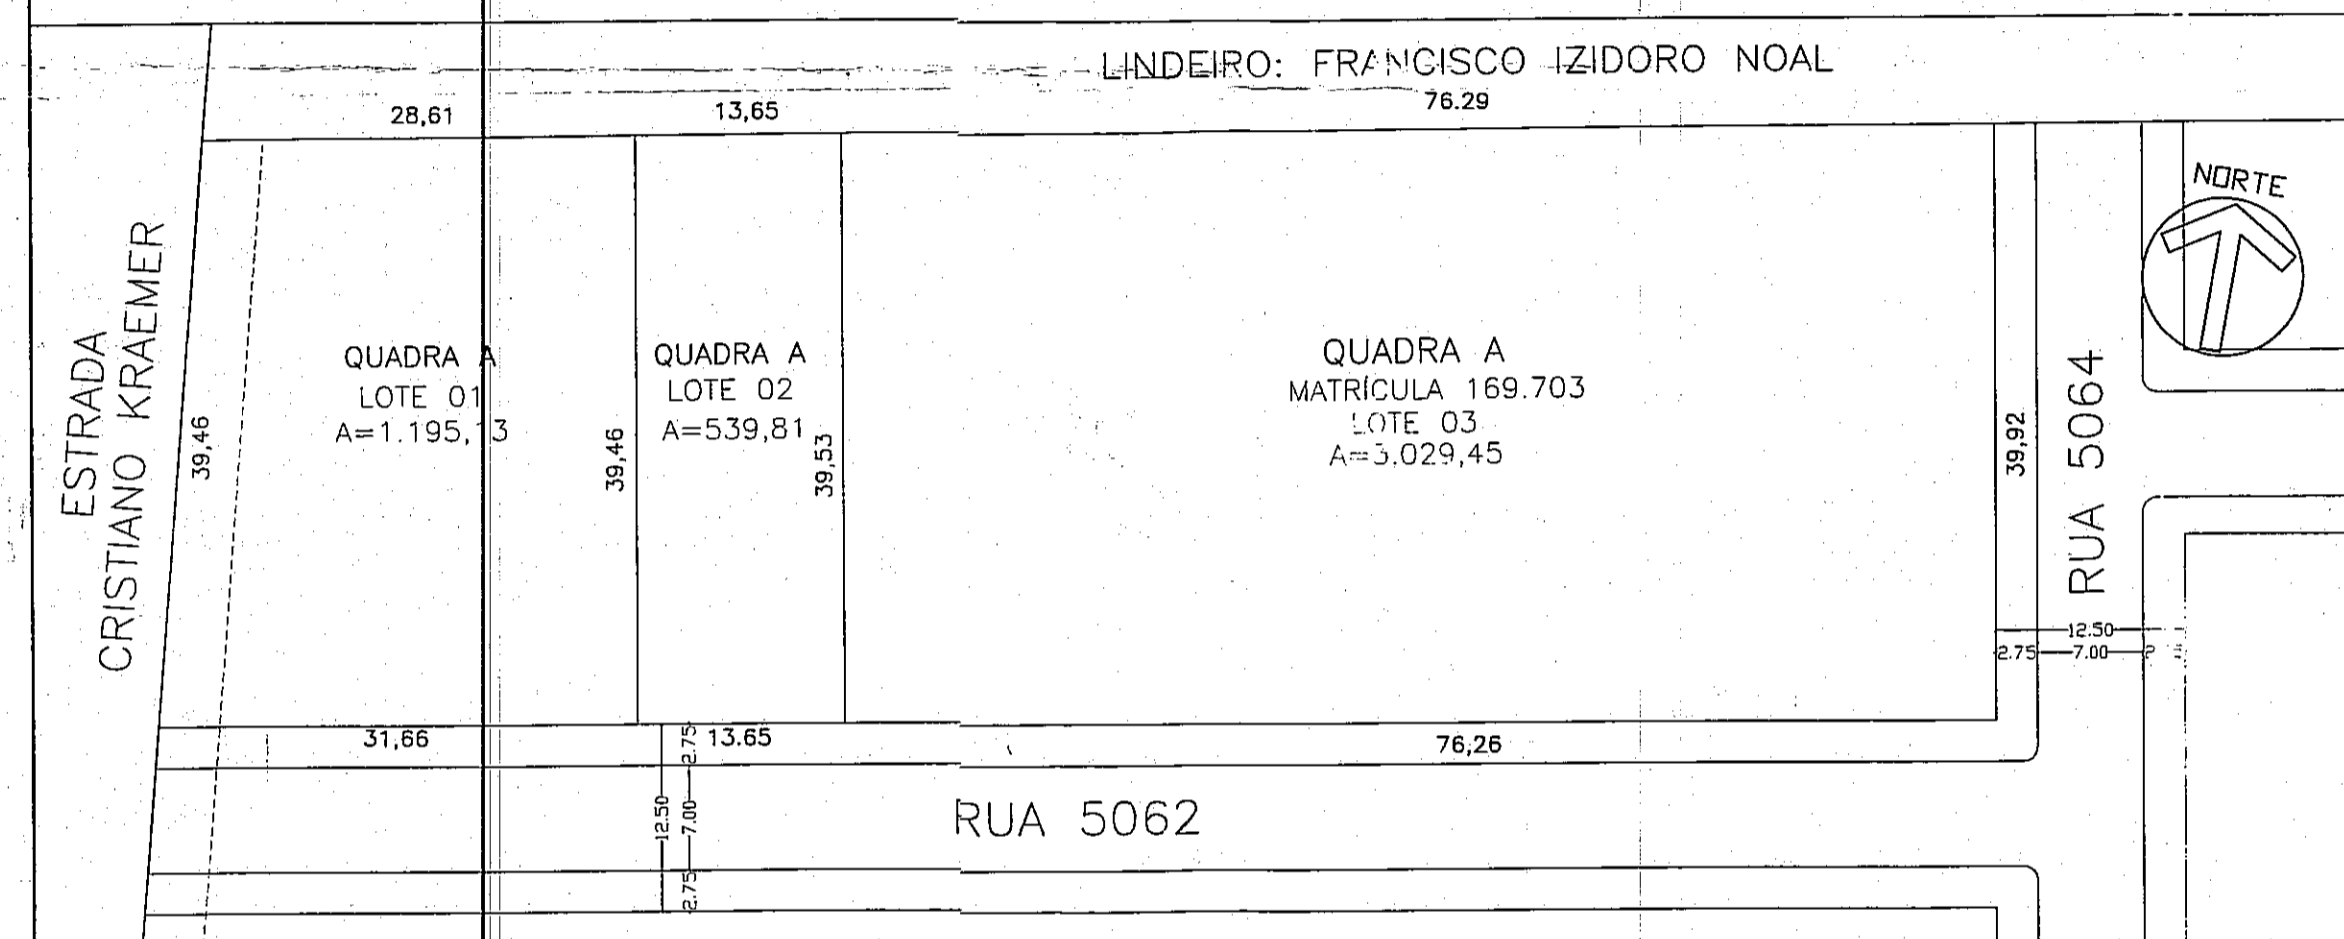 LINDEIRO: FRANCISCO IZIDORO NOAL
28,61
13,65
76.29
NORTE
ESTRADA
CRISTIANO KRAEMER
39,46
QUADRA A
LOTE 01
A=1.195,13
39,46
QUADRA A
LOTE 02
A=539,81
39,53
QUADRA A
MATRÍCULA 169.703
LOTE 03
A=3.029,45
39,92
RUA 5064
12.50
2.75
7.00
31,66
2.75
13.65
76,26
12.50
7.00
RUA 5062
2.75